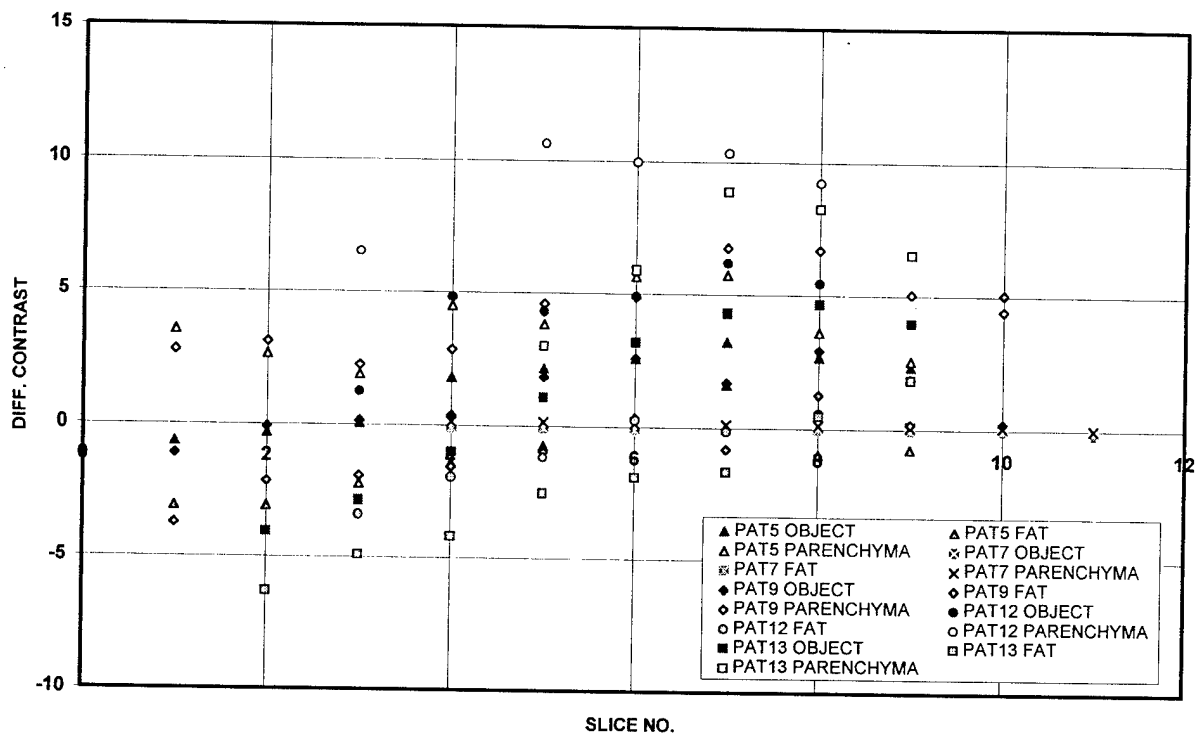 15
10
5
0
-5
-10
DIFF. CONTRAST
0 2 6 10 12
PAT5 OBJECT PAT5 FAT
PAT5 PARENCHYMA PAT7 OBJECT
PAT7 FAT PAT7 PARENCHYMA
PAT9 OBJECT PAT9 FAT
PAT9 PARENCHYMA PAT12 OBJECT
PAT12 FAT PAT12 PARENCHYMA
PAT13 OBJECT PAT13 FAT
PAT13 PARENCHYMA
SLICE NO.